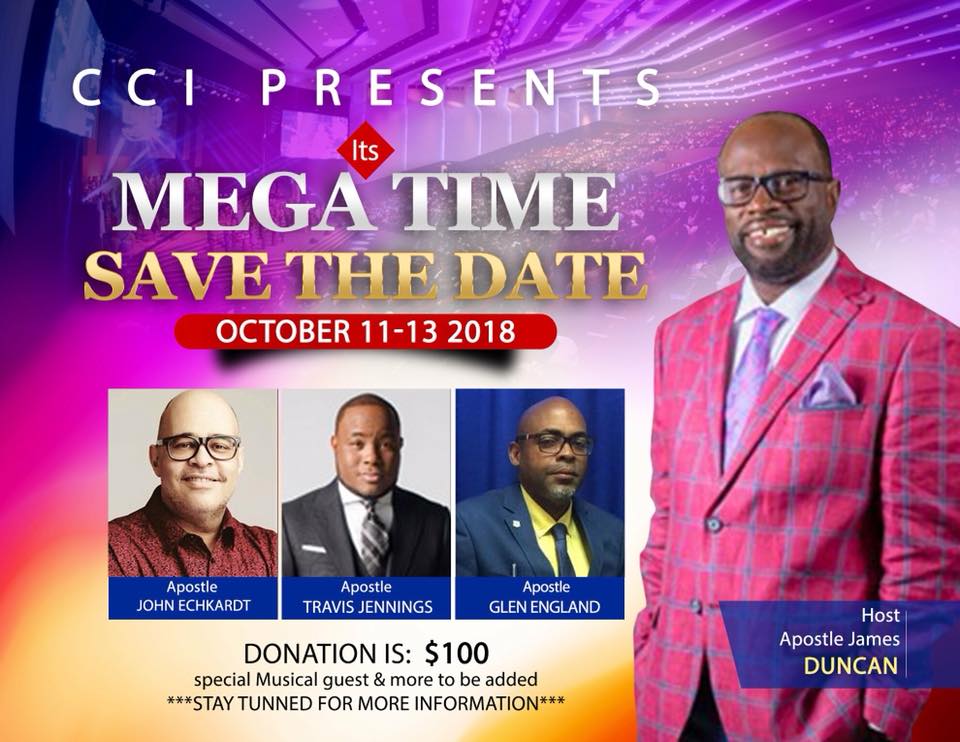 CCI PRESENTS
Its
MEGA TIME
SAVE THE DATE
OCTOBER 11-13 2018
Apostle
JOHN ECHKARDT
Apostle
TRAVIS JENNINGS
Apostle
GLEN ENGLAND
DONATION IS: $100
special Musical guest & more to be added
***STAY TUNNED FOR MORE INFORMATION***
Host
Apostle James
DUNCAN